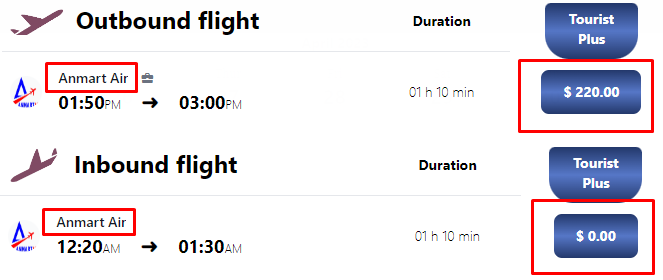 Outbound flight
Duration
Tourist
Plus
Anmart Air
01:50PM → 03:00PM
01 h 10 min
$ 220.00
ANMART
Inbound flight
Duration
Tourist
Plus
Anmart Air
12:20AM → 01:30AM
01 h 10 min
$ 0.00
ANMART